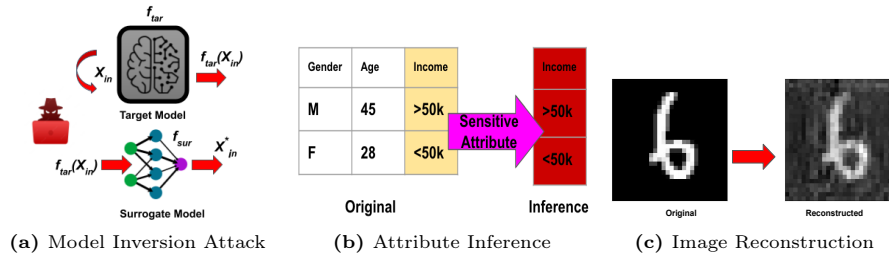 f_tar
X_in
f_tar(X_in)
Target Model
f_tar(X_in)
f_sur
X*_in
Surrogate Model
(a) Model Inversion Attack
Gender Age Income
M 45 >50k
F 28 <50k
Sensitive
Attribute
Income
>50k
<50k
Original
Inference
(b) Attribute Inference
Original
Reconstructed
(c) Image Reconstruction